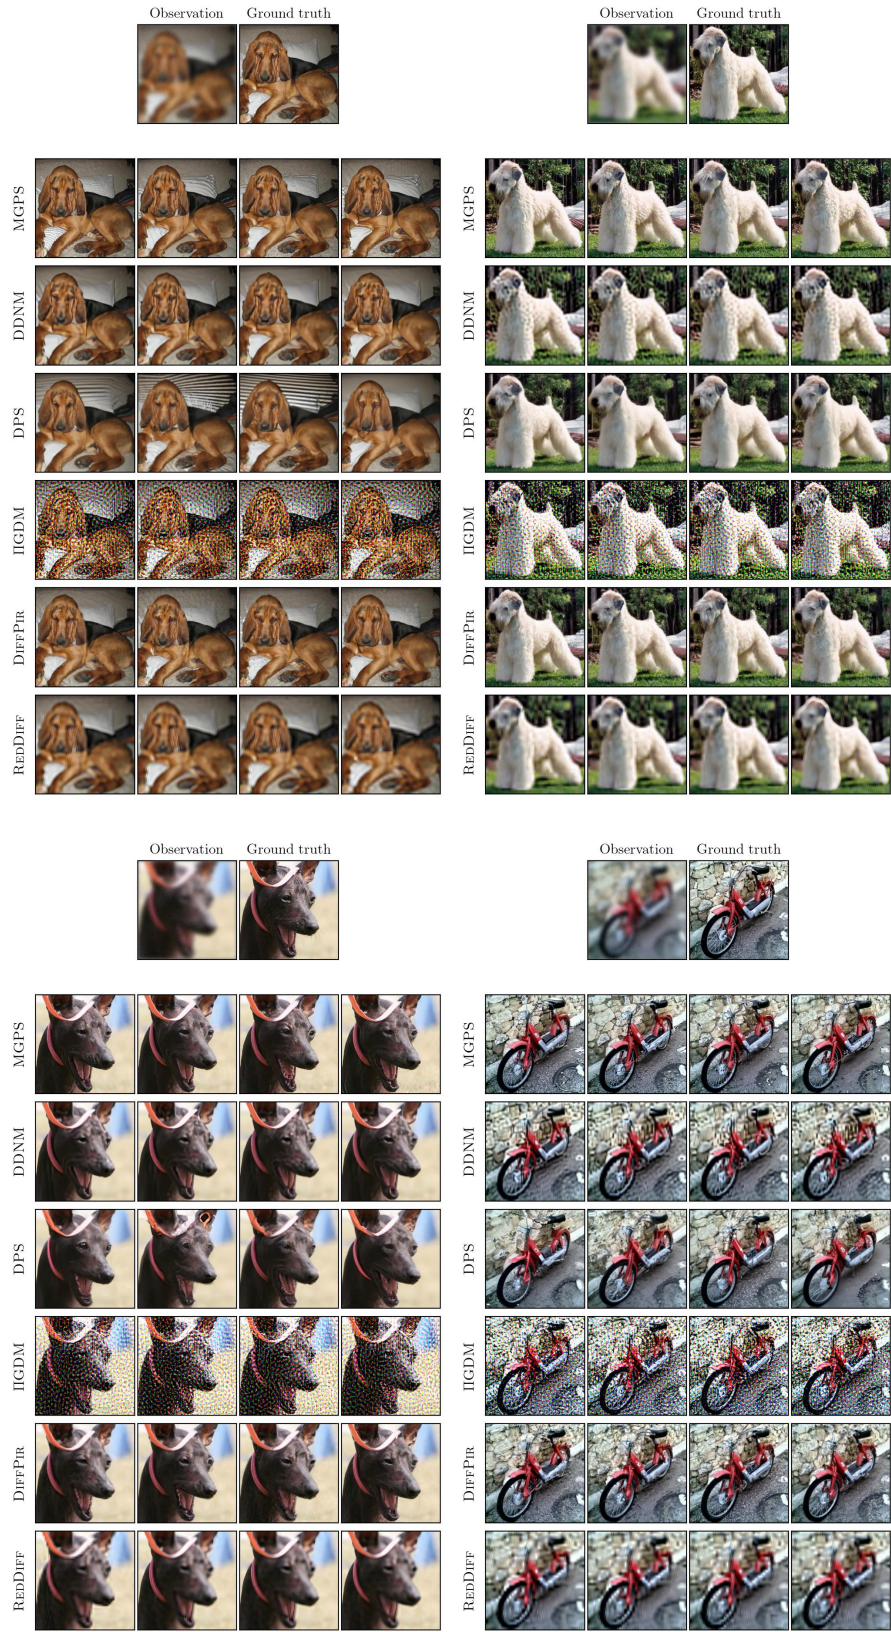 Observation Ground truth
MGPS
DDNM
DPS
ΠGDM
DIFFPIR
REDDIFF
Observation Ground truth
MGPS
DDNM
DPS
ΠGDM
DIFFPIR
REDDIFF
Observation Ground truth
MGPS
DDNM
DPS
ΠGDM
DIFFPIR
REDDIFF
Observation Ground truth
MGPS
DDNM
DPS
ΠGDM
DIFFPIR
REDDIFF